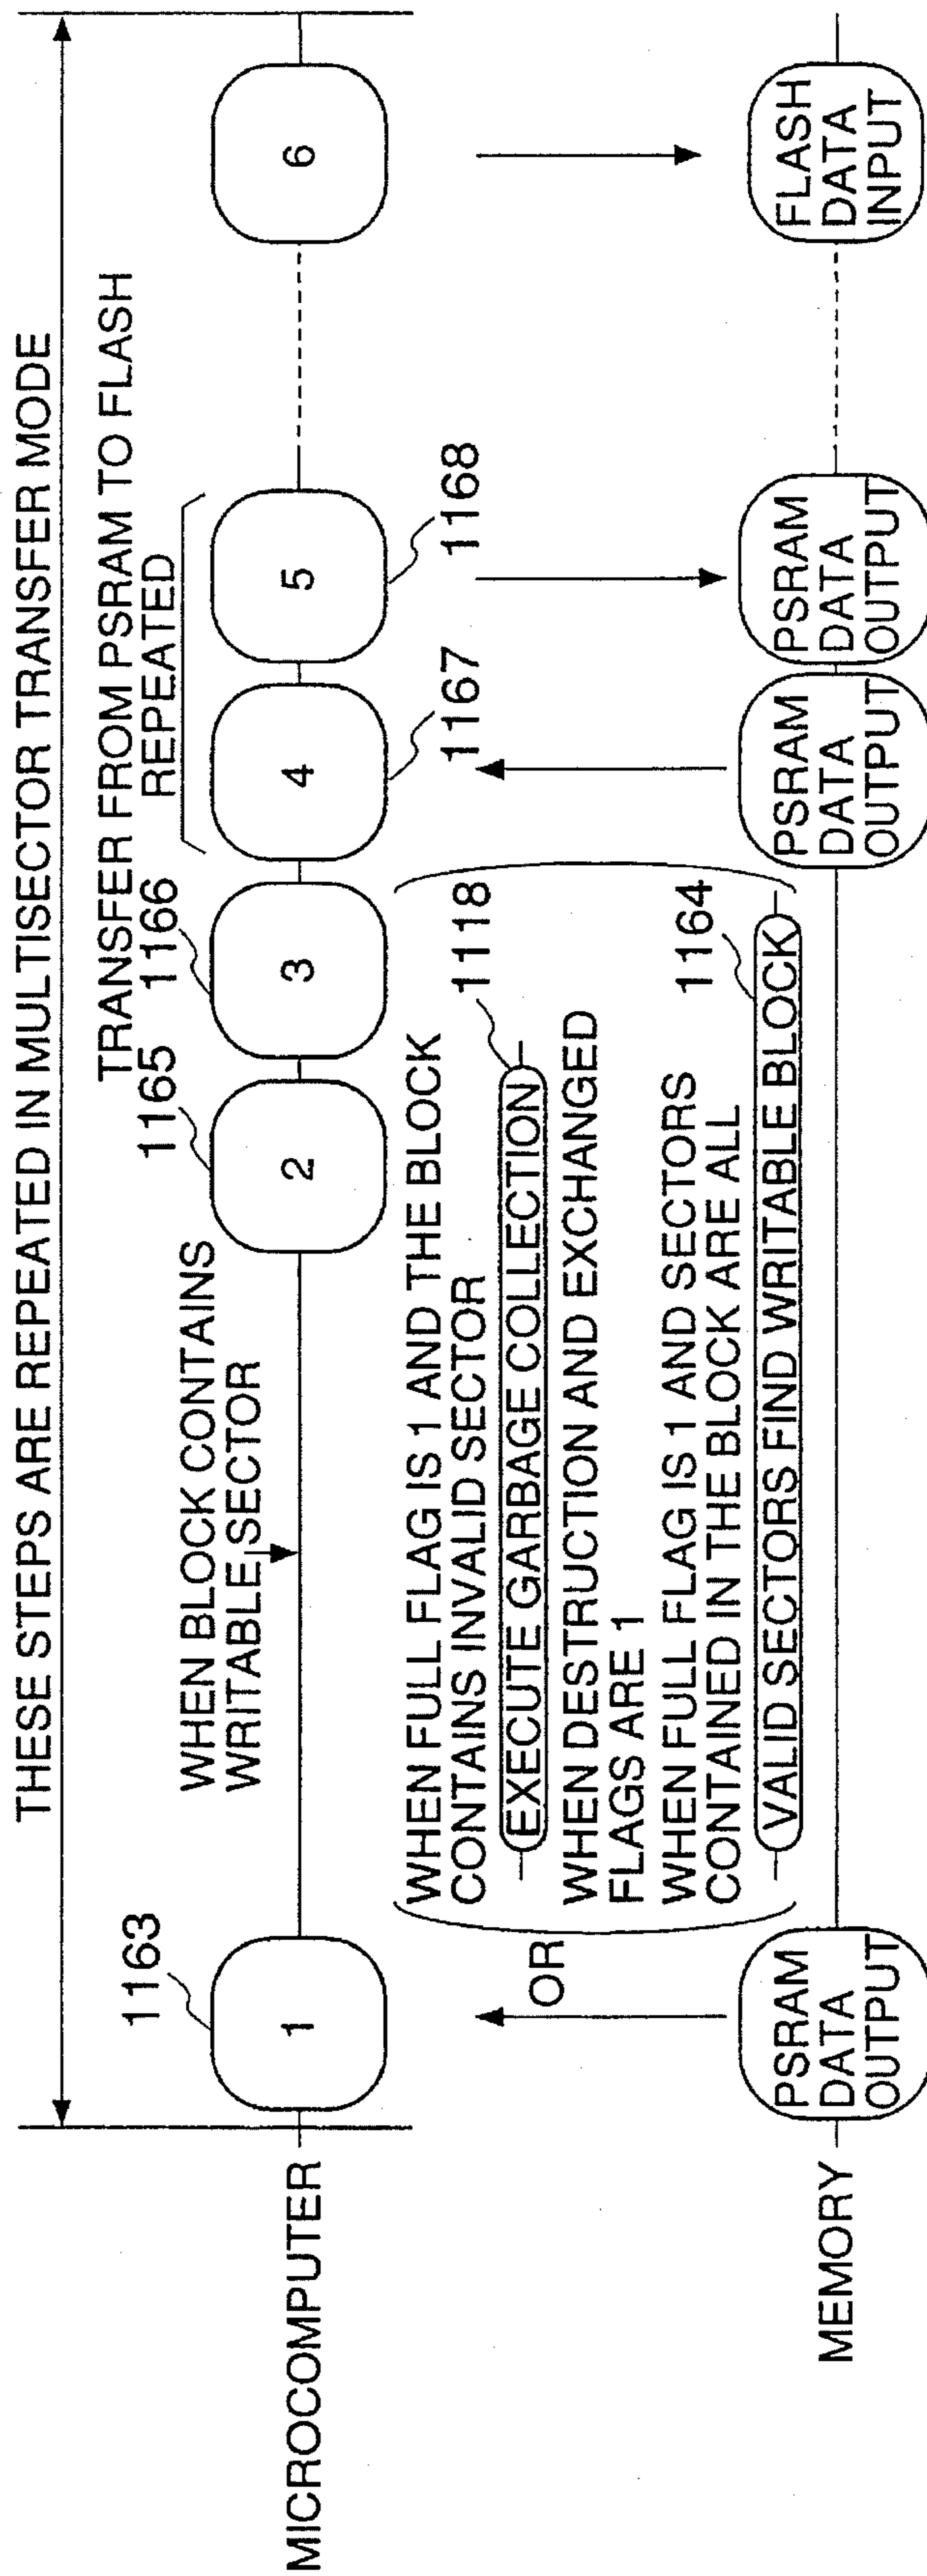 THESE STEPS ARE REPEATED IN MULTISECTOR TRANSFER MODE
TRANSFER FROM PSRAM TO FLASH
REPEATED
1163
1165
1166
WHEN BLOCK CONTAINS
WRITABLE SECTOR
MICROCOMPUTER
1
2
3
4
5
6
1167
1168
OR
WHEN FULL FLAG IS 1 AND THE BLOCK
CONTAINS INVALID SECTOR
1118
EXECUTE GARBAGE COLLECTION
WHEN DESTRUCTION AND EXCHANGED
FLAGS ARE 1
WHEN FULL FLAG IS 1 AND SECTORS
CONTAINED IN THE BLOCK ARE ALL
1164
VALID SECTORS FIND WRITABLE BLOCK
MEMORY
PSRAM
DATA
OUTPUT
PSRAM
DATA
OUTPUT
PSRAM
DATA
OUTPUT
FLASH
DATA
INPUT